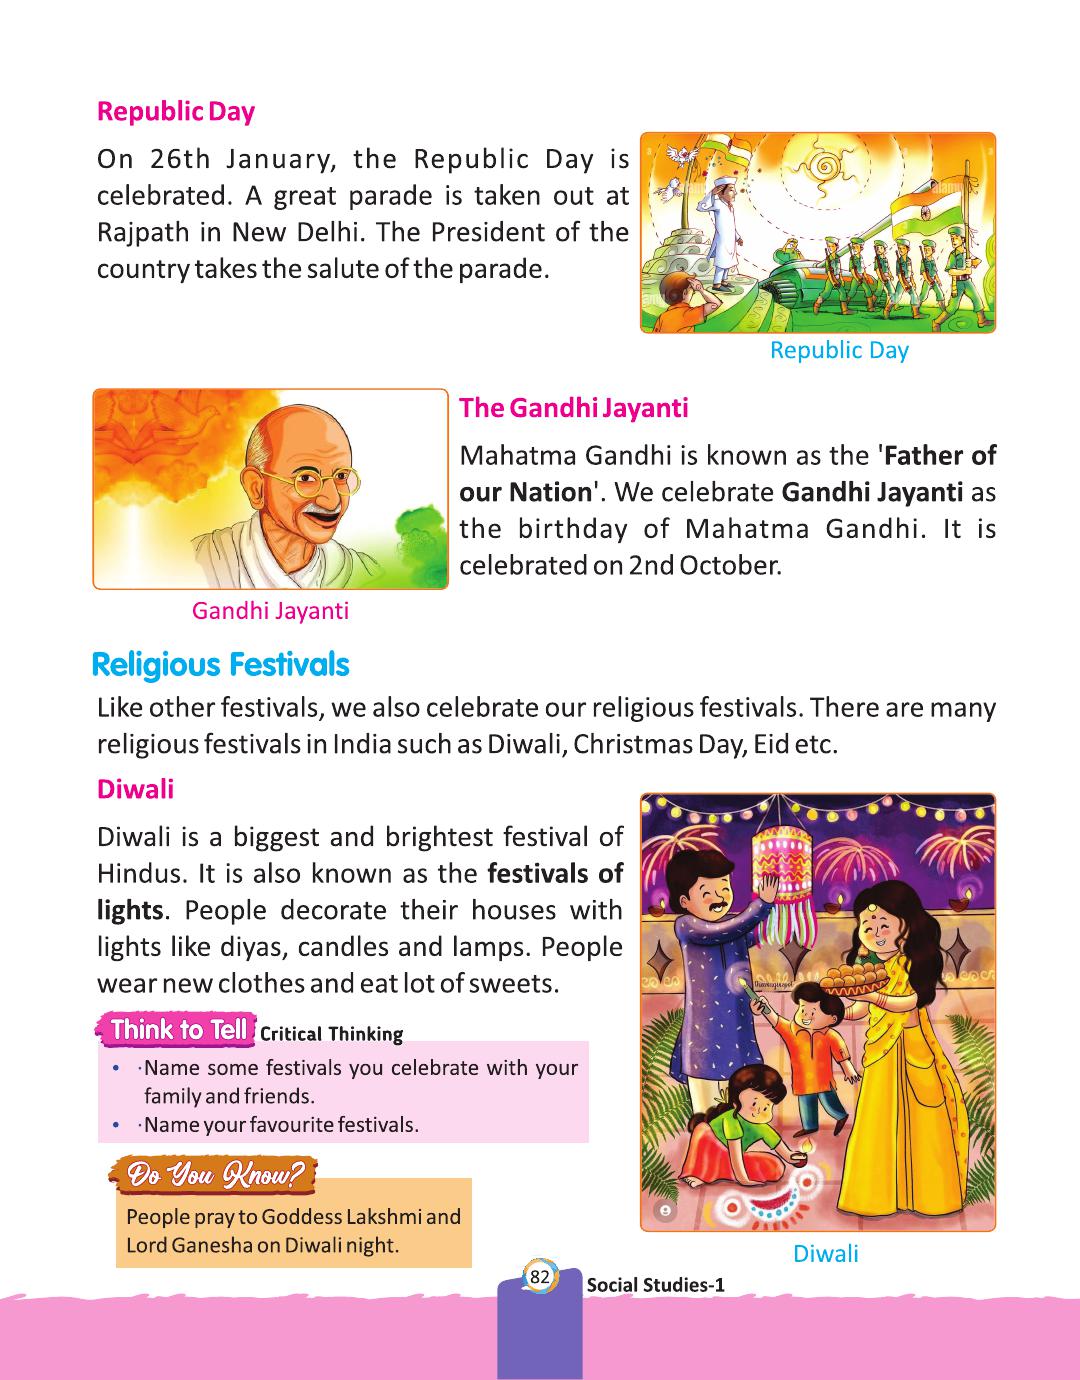 Republic Day
On 26th January, the Republic Day is
celebrated. A great parade is taken out at
Rajpath in New Delhi. The President of the
country takes the salute of the parade.
Republic Day
The Gandhi Jayanti
Mahatma Gandhi is known as the 'Father of
our Nation'. We celebrate Gandhi Jayanti as
the birthday of Mahatma Gandhi. It is
celebrated on 2nd October.
Gandhi Jayanti
Religious Festivals
Like other festivals, we also celebrate our religious festivals. There are many
religious festivals in India such as Diwali, Christmas Day, Eid etc.
Diwali
Diwali is a biggest and brightest festival of
Hindus. It is also known as the festivals of
lights. People decorate their houses with
lights like diyas, candles and lamps. People
wear new clothes and eat lot of sweets.
Think to Tell Critical Thinking
• ·Name some festivals you celebrate with your
family and friends.
• ·Name your favourite festivals.
Do You Know?
People pray to Goddess Lakshmi and
Lord Ganesha on Diwali night.
Diwali
82
Social Studies-1